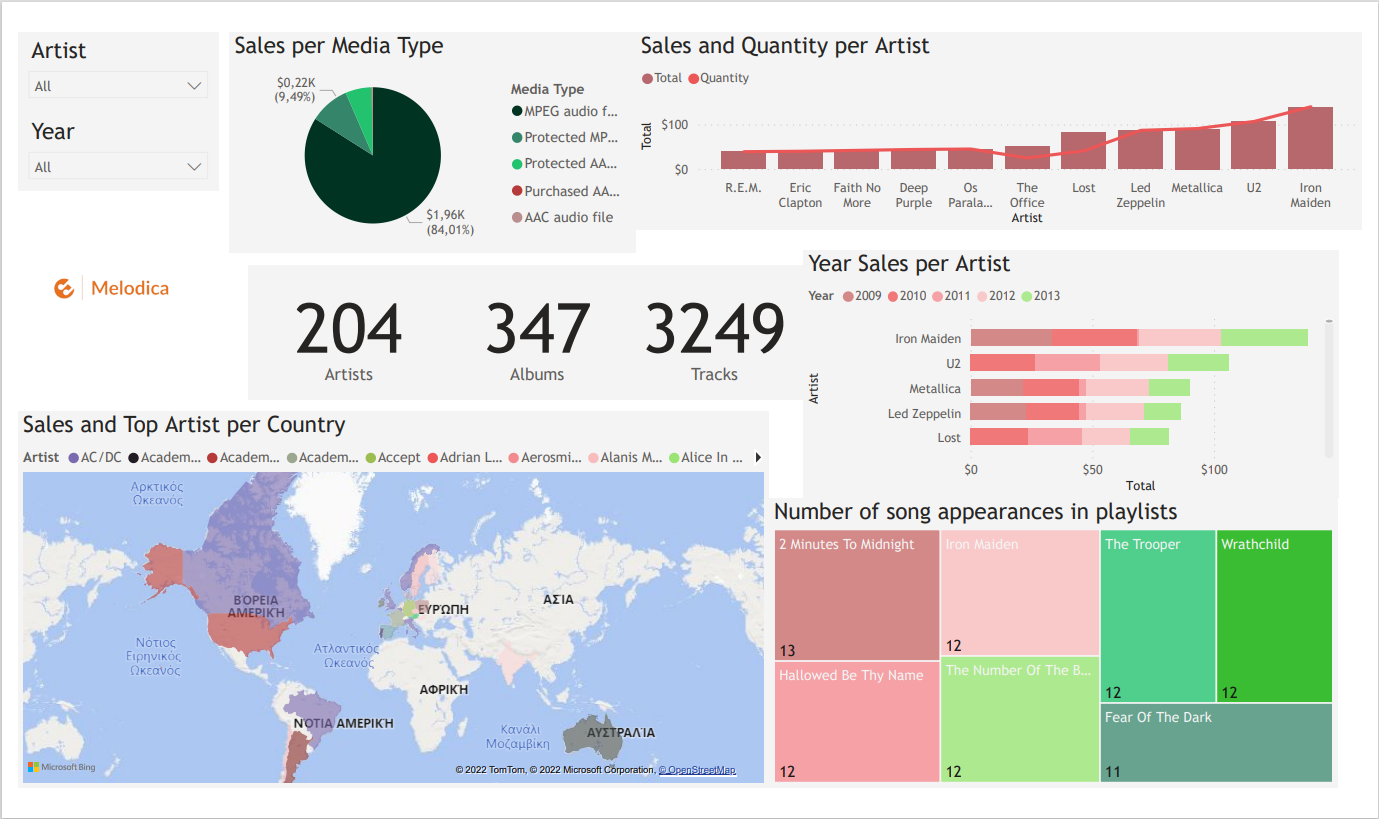 Artist
All
Year
All
Sales per Media Type
$0,22K
(9,49%)
$1,96K
(84,01%)
Media Type
MPEG audio f...
Protected MP...
Protected AA...
Purchased AA...
AAC audio file
Sales and Quantity per Artist
Total Quantity
Total
$100
$0
R.E.M.
Eric
Clapton
Faith No
More
Deep
Purple
Os
Parala...
The
Office
Lost
Led
Zeppelin
Metallica
U2
Iron
Maiden
Artist
Melodica
204
Artists
347
Albums
3249
Tracks
Year Sales per Artist
Year 2009 2010 2011 2012 2013
Artist
Iron Maiden
U2
Metallica
Led Zeppelin
Lost
$0 $50 $100
Total
Sales and Top Artist per Country
Artist AC/DC Academ... Academ... Academ... Accept Adrian L... Aerosmi... Alanis M... Alice In ...
Αρκτικός
Ωκεανός
ΒΌΡΕΙΑ
ΑΜΕΡΙΚΉ
ΕΥΡΏΠΗ
ΑΣΊΑ
Νότιος
Ειρηνικός
Ωκεανός
Ατλαντικός
Ωκεανός
ΑΦΡΙΚΉ
ΝΌΤΙΑ ΑΜΕΡΙΚΉ
Κανάλι
Μοζαμβίκη
ΑΥΣΤΡΑΛΊΑ
Microsoft Bing
© 2022 TomTom, © 2022 Microsoft Corporation, © OpenStreetMap
Number of song appearances in playlists
2 Minutes To Midnight
13
Iron Maiden
12
The Trooper
12
Wrathchild
12
Hallowed Be Thy Name
12
The Number Of The B...
12
Fear Of The Dark
11